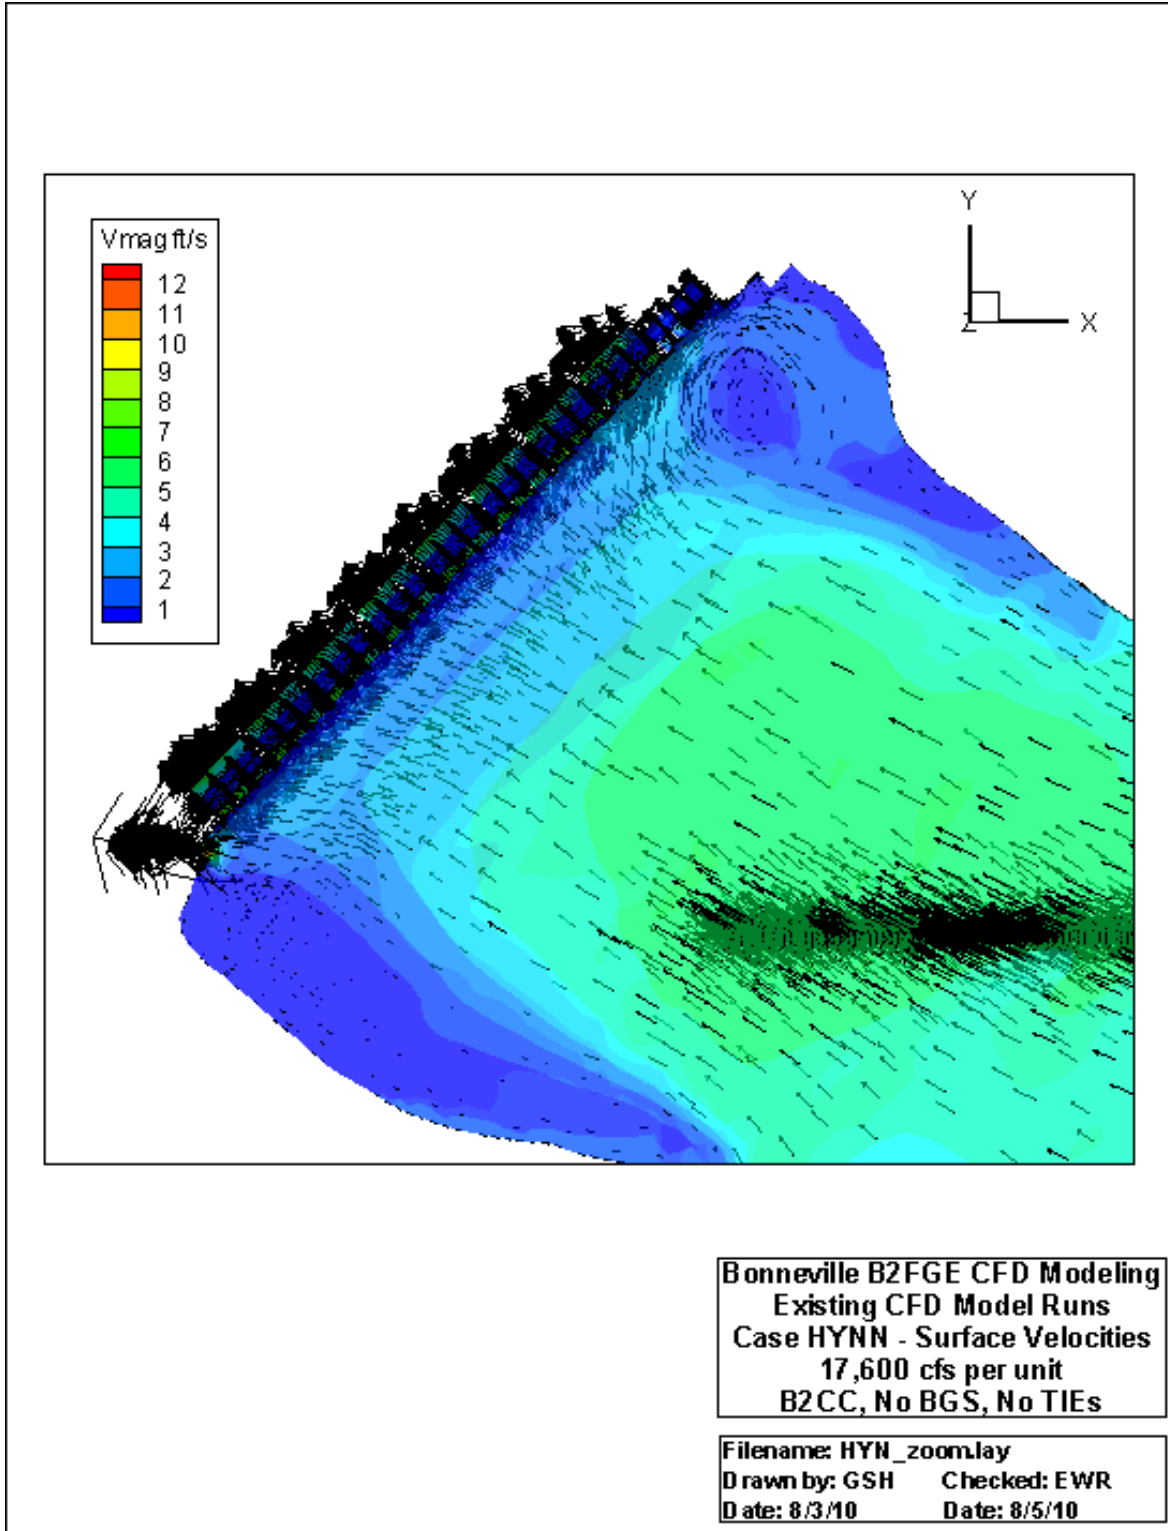 Vmag ft/s
12
11
10
9
8
7
6
5
4
3
2
1
Y
Z
X
Bonneville B2FGE CFD Modeling
Existing CFD Model Runs
Case HYNN - Surface Velocities
17,600 cfs per unit
B2CC, No BGS, No TIEs
Filename: HYN_zoom.lay
Drawn by: GSH Checked: EWR
Date: 8/3/10 Date: 8/5/10